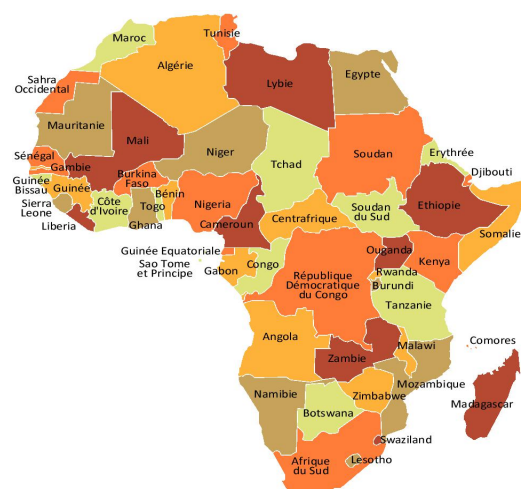 Maroc
Tunisie
Algérie
Lybie
Egypte
Sahra
Occidental
Mauritanie
Mali
Niger
Tchad
Soudan
Erythrée
Sénégal
Gambie
Burkina
Faso
Djibouti
Guinée
Bissau
Guinée
Bénin
Nigeria
Côte
d'Ivoire
Togo
Ghana
Sierra
Leone
Liberia
Cameroun
Centrafrique
Soudan
du Sud
Ethiopie
Somalie
Guinée Equatoriale
Sao Tome
et Principe
Gabon
Congo
République
Démocratique
du Congo
Ouganda
Kenya
Rwanda
Burundi
Tanzanie
Angola
Zambie
Malawi
Comores
Mozambique
Madagascar
Namibie
Zimbabwe
Botswana
Swaziland
Afrique
du Sud
Lesotho